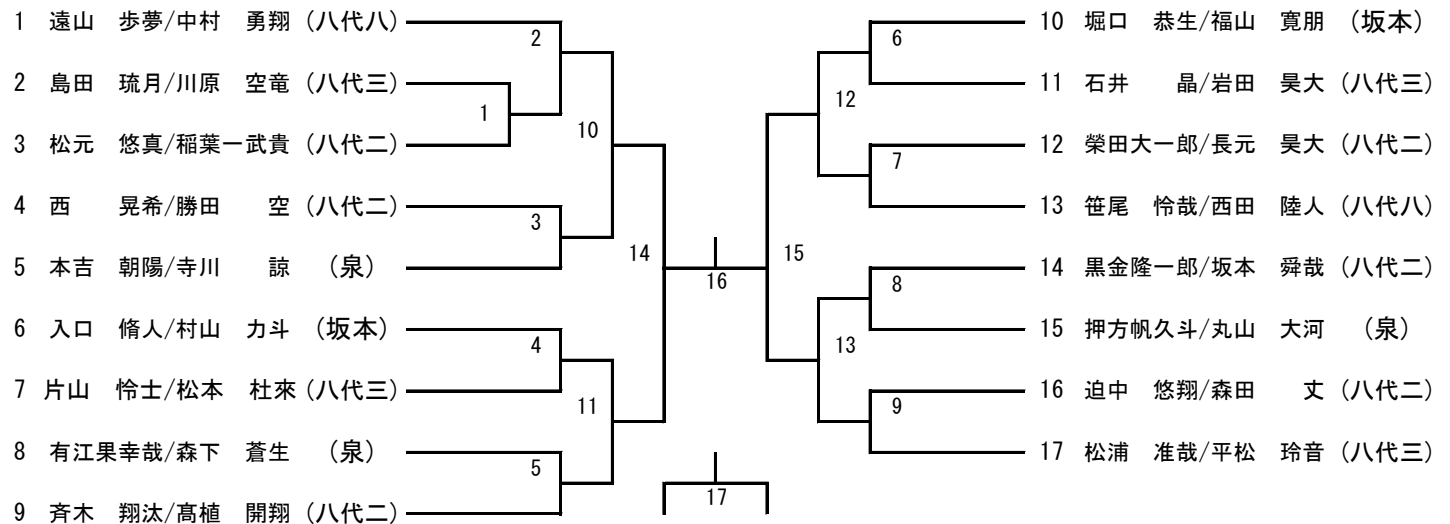 1 遠山　歩夢/中村　勇翔（八代八）
2 島田　琉月/川原　空竜（八代三）
3 松元　悠真/稲葉一武貴（八代二）
4 西　　晃希/勝田　　空（八代二）
5 本吉　朝陽/寺川　　諒　（泉）
6 入口　脩人/村山　力斗　（坂本）
7 片山　怜士/松本　杜來（八代三）
8 有江果幸哉/森下　蒼生　（泉）
9 斉木　翔汰/髙植　開翔（八代二）
2
1
10
3
14
4
11
5
16
17
6
12
7
15
8
13
9
10 堀口　恭生/福山　寛朋　（坂本）
11 石井　　晶/岩田　昊大（八代三）
12 榮田大一郎/長元　昊大（八代二）
13 笹尾　怜哉/西田　陸人（八代八）
14 黒金隆一郎/坂本　舜哉（八代二）
15 押方帆久斗/丸山　大河　（泉）
16 迫中　悠翔/森田　　丈（八代二）
17 松浦　准哉/平松　玲音（八代三）